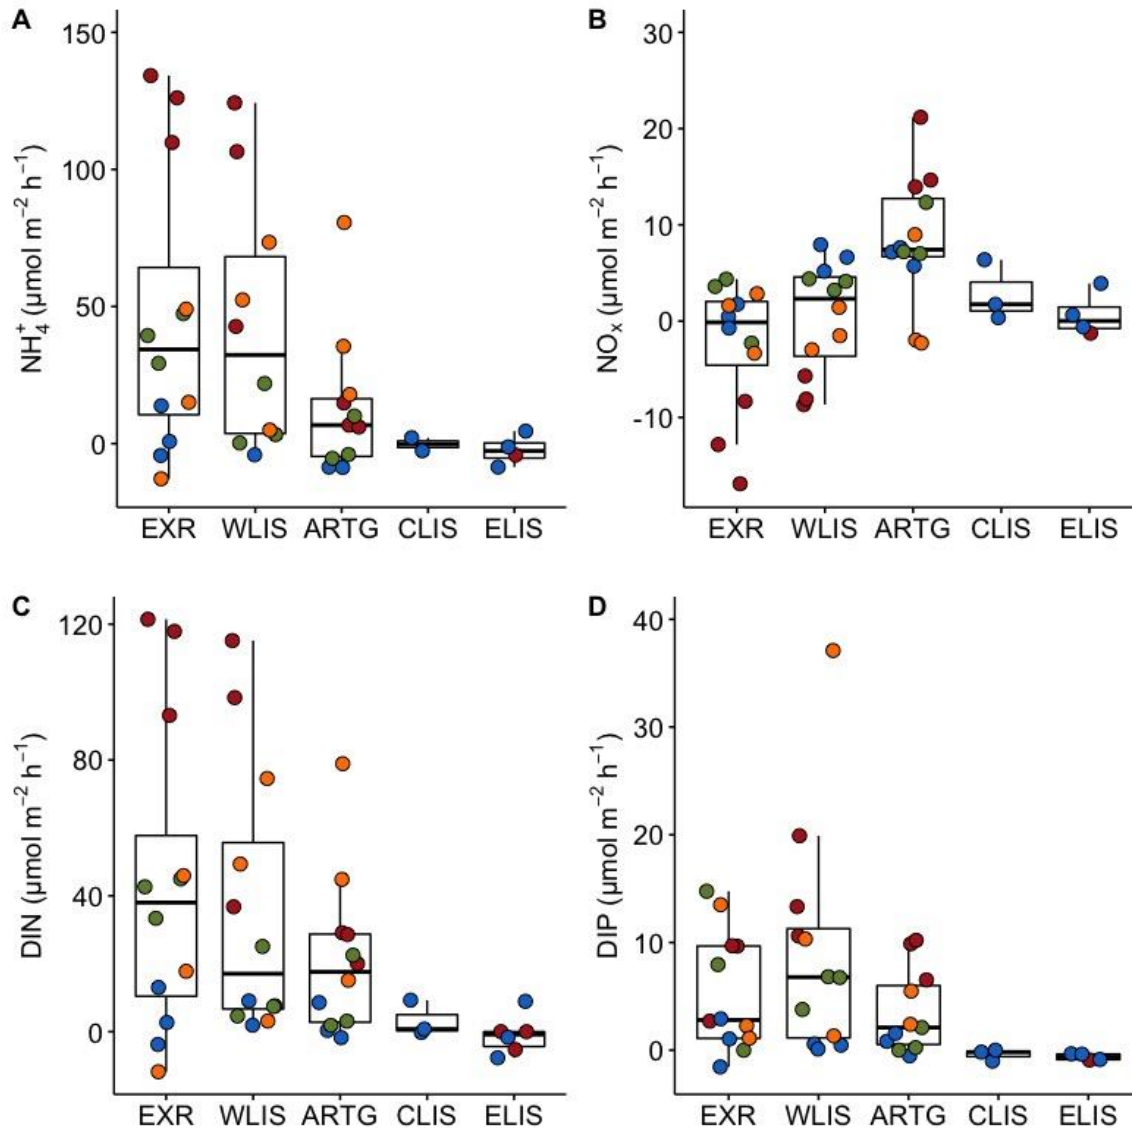 A
NH₄⁺ (µmol m⁻² h⁻¹)
150
100
50
0
EXR WLIS ARTG CLIS ELIS
B
NOₓ (µmol m⁻² h⁻¹)
30
20
10
0
-10
EXR WLIS ARTG CLIS ELIS
C
DIN (µmol m⁻² h⁻¹)
120
80
40
0
EXR WLIS ARTG CLIS ELIS
D
DIP (µmol m⁻² h⁻¹)
40
30
20
10
0
EXR WLIS ARTG CLIS ELIS